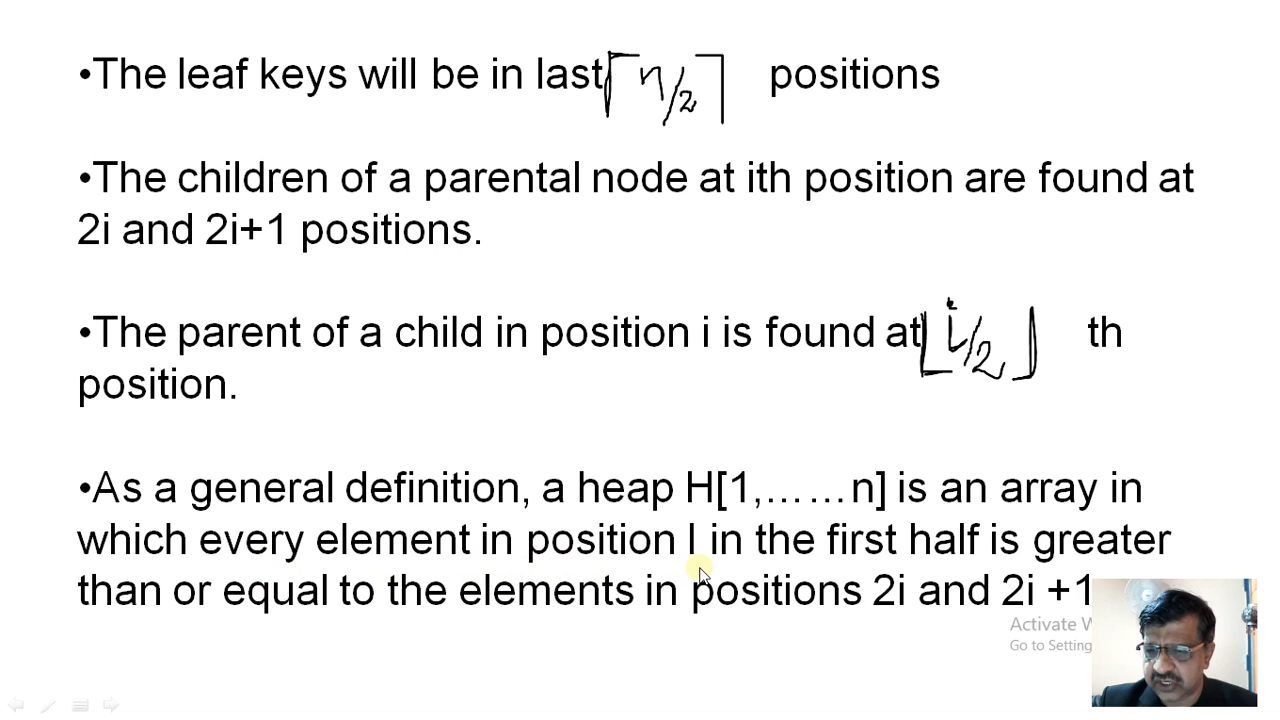 •The leaf keys will be in last ⌈n/2⌉ positions
•The children of a parental node at ith position are found at
2i and 2i+1 positions.
•The parent of a child in position i is found at ⌊i/2⌋ th
position.
•As a general definition, a heap H[1,……n] is an array in
which every element in position I in the first half is greater
than or equal to the elements in positions 2i and 2i +1
Activate W
Go to Setting